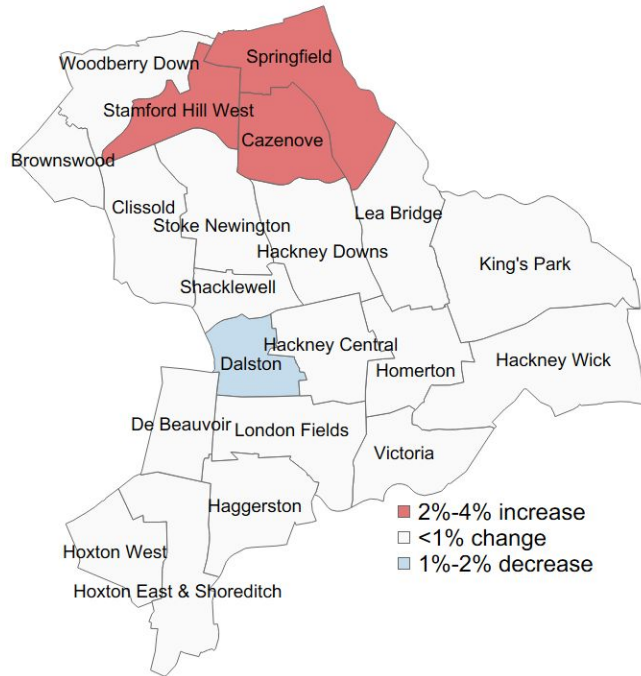 Springfield
Woodberry Down
Stamford Hill West
Cazenove
Brownswood
Clissold
Lea Bridge
Stoke Newington
Hackney Downs
King's Park
Shacklewell
Hackney Central
Hackney Wick
Dalston
Homerton
De Beauvoir
London Fields
Victoria
Haggerston
2%-4% increase
<1% change
1%-2% decrease
Hoxton West
Hoxton East & Shoreditch